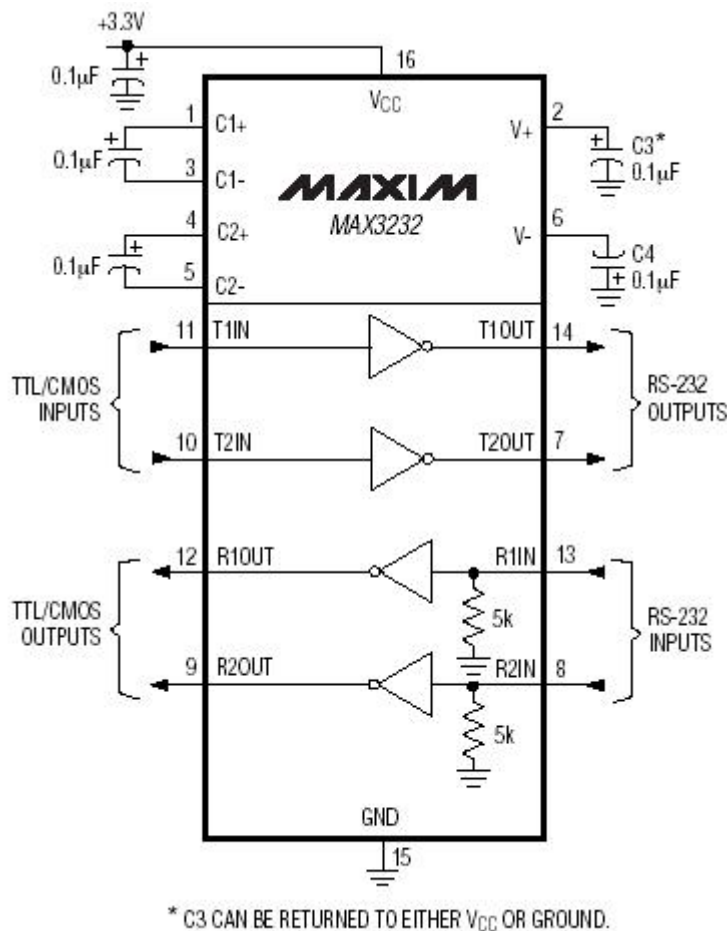 +3.3V
0.1μF
16
VCC
1
C1+
0.1μF
3
C1-
4
C2+
0.1μF
5
C2-
MAXIM
MAX3232
2
V+
C3*
0.1μF
6
V-
C4
0.1μF
TTL/CMOS
INPUTS
11
T1IN
T1OUT
14
10
T2IN
T2OUT
7
RS-232
OUTPUTS
TTL/CMOS
OUTPUTS
12
R1OUT
R1IN
13
5k
9
R2OUT
R2IN
8
5k
RS-232
INPUTS
GND
15
* C3 CAN BE RETURNED TO EITHER VCC OR GROUND.